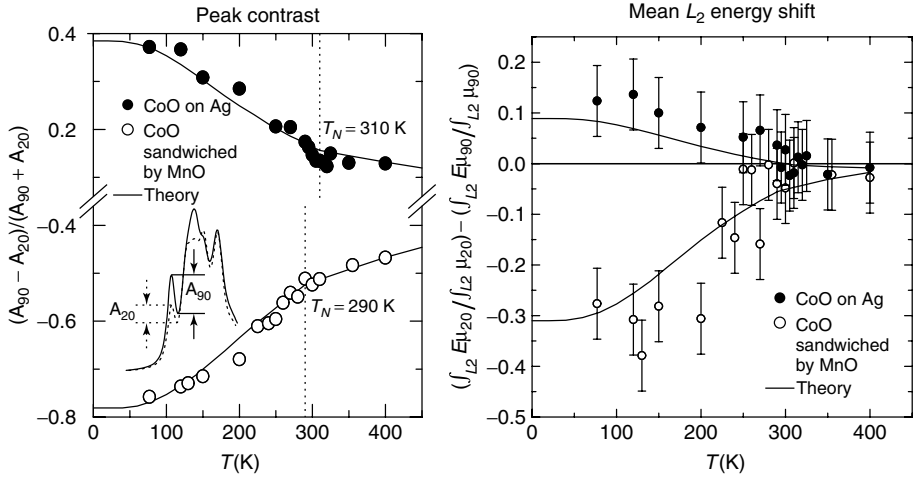 Peak contrast
(A90 − A20)/(A90 + A20)
0.4
0.2
−0.4
−0.6
−0.8
CoO on Ag
CoO
sandwiched
by MnO
Theory
TN = 310 K
TN = 290 K
A90
A20
0 100 200 300 400
T(K)
Mean L2 energy shift
(∫L2 Eμ20/∫L2 μ20) − (∫L2 Eμ90/∫L2 μ90)
0.2
0.1
0.0
−0.1
−0.2
−0.3
−0.4
−0.5
CoO on Ag
CoO
sandwiched
by MnO
Theory
0 100 200 300 400
T(K)